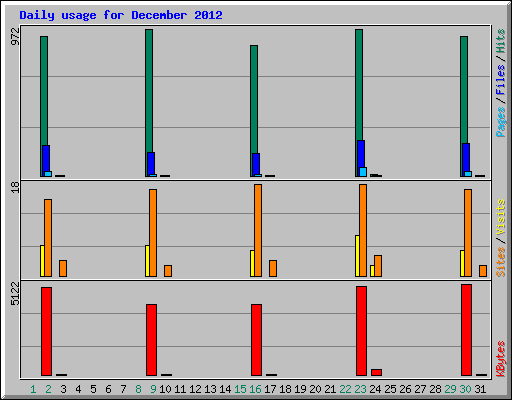 Daily usage for December 2012
972
18
5122
Pages/Files/Hits
Sites/Visits
KBytes
1 2 3 4 5 6 7 8 9 10 11 12 13 14 15 16 17 18 19 20 21 22 23 24 25 26 27 28 29 30 31